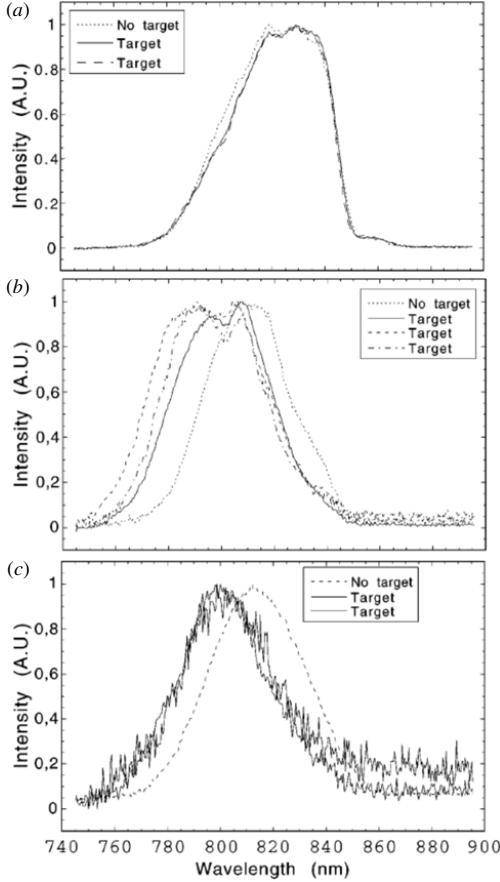 (a)
No target
Target
Target
1
0.8
0.6
0.4
0.2
0
Intensity (A.U.)
(b)
No target
Target
Target
Target
1
0,8
0,6
0,4
0,2
0
Intensity (A.U.)
(c)
No target
Target
Target
1
0,8
0,6
0,4
0,2
0
Intensity (A.U.)
740 760 780 800 820 840 860 880 900
Wavelength (nm)